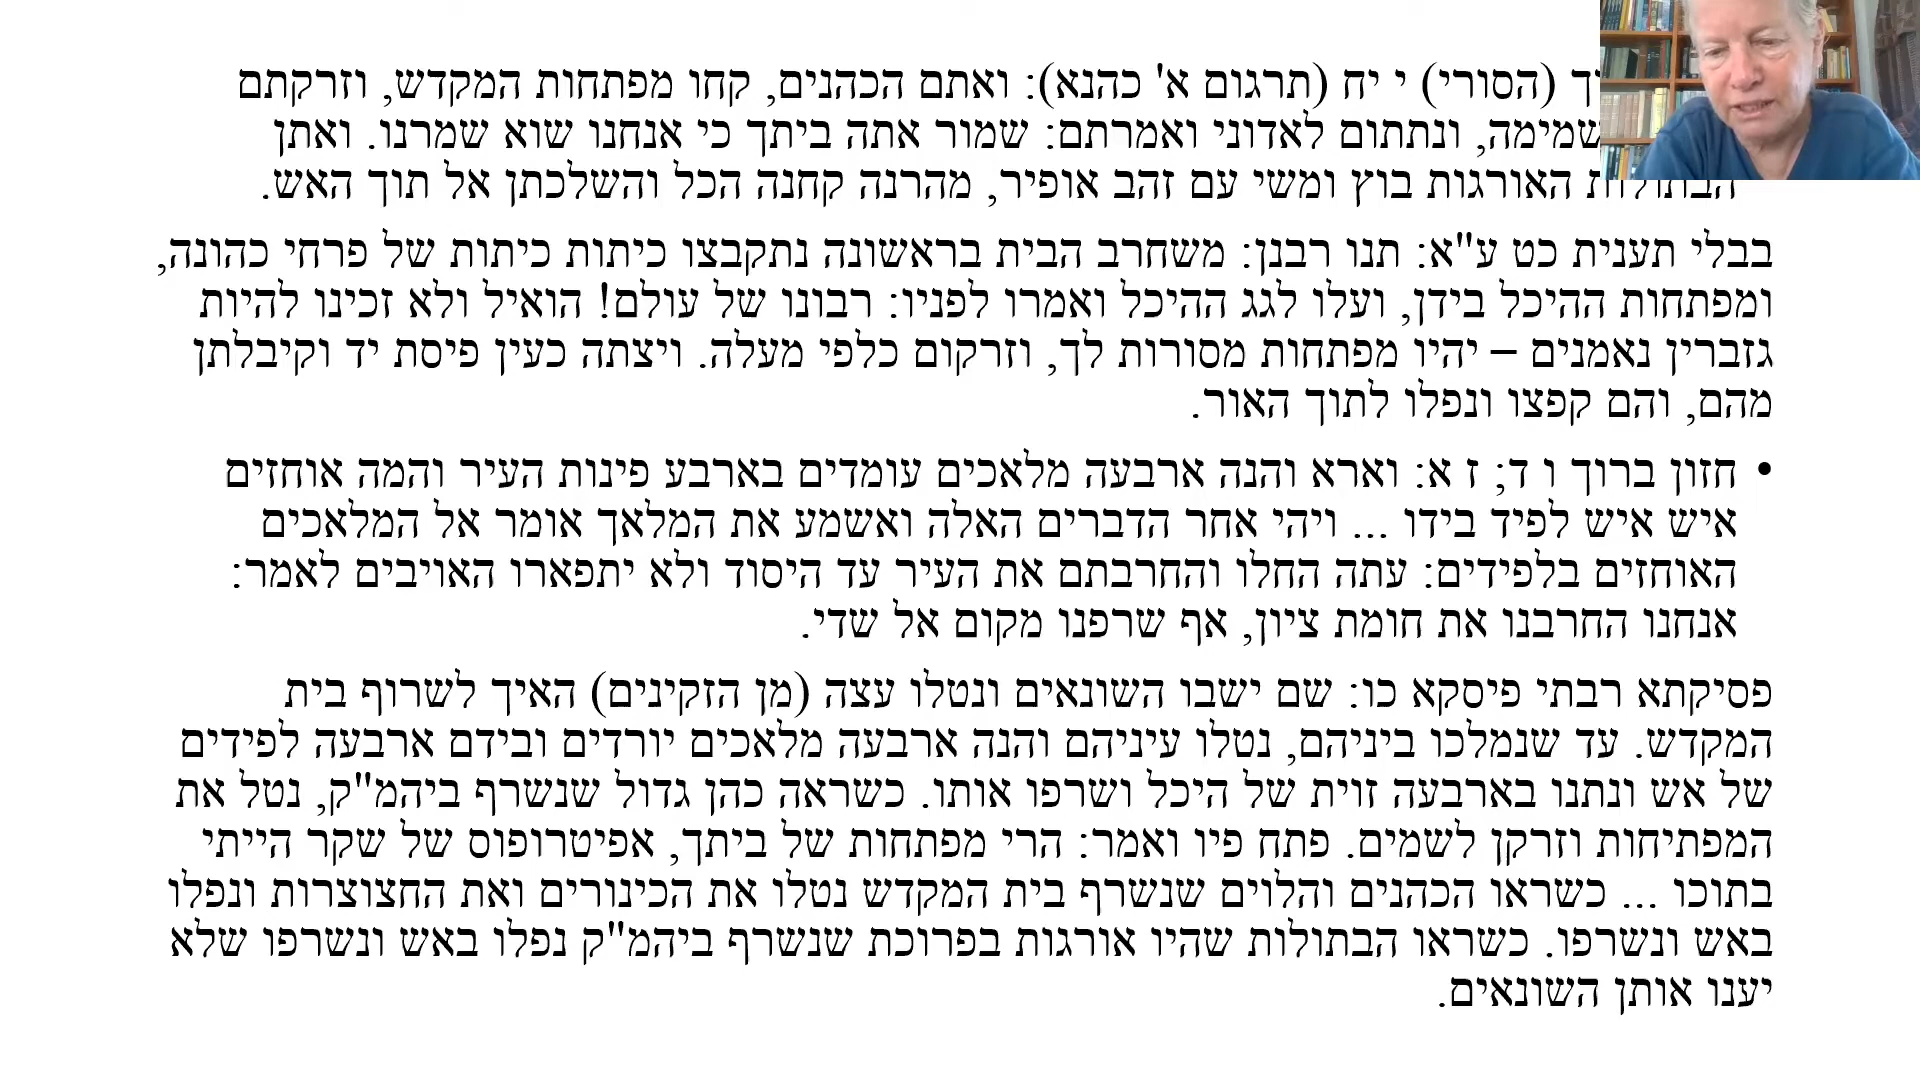 (הסורי) י יח (תרגום א' כהנא): ואתם הכהנים, קחו מפתחות המקדש, וזרקתם
ונתתום לאדוני ואמרתם: שמור אתה ביתך כי אנחנו שוא שמרנו. ואתן
הבתולות האורגות בוץ ומשי עם זהב אופיר, מהרנה קחנה הכל והשלכתן אל תוך האש.
בבלי תענית כט ע"א: תנו רבנן: משחרב הבית בראשונה נתקבצו כיתות כיתות של פרחי כהונה,
ומפתחות ההיכל בידן, ועלו לגג ההיכל ואמרו לפניו: רבונו של עולם! הואיל ולא זכינו להיות
גזברין נאמנים – יהיו מפתחות מסורות לך, וזרקום כלפי מעלה. ויצתה כעין פיסת יד וקיבלתן
מהם, והם קפצו ונפלו לתוך האור.
• חזון ברוך ו ד; ז א: וארא והנה ארבעה מלאכים עומדים בארבע פינות העיר והמה אוחזים
איש איש לפיד בידו ... ויהי אחר הדברים האלה ואשמע את המלאך אומר אל המלאכים
האוחזים בלפידים: עתה החלו והחרבתם את העיר עד היסוד ולא יתפארו האויבים לאמר:
אנחנו החרבנו את חומת ציון, אף שרפנו מקום אל שדי.
פסיקתא רבתי פיסקא כו: שם ישבו השונאים ונטלו עצה (מן הזקינים) האיך לשרוף בית
המקדש. עד שנמלכו ביניהם, נטלו עיניהם והנה ארבעה מלאכים יורדים ובידם ארבעה לפידים
של אש ונתנו בארבעה זוית של היכל ושרפו אותו. כשראה כהן גדול שנשרף ביהמ"ק, נטל את
המפתיחות וזרקן לשמים. פתח פיו ואמר: הרי מפתחות של ביתך, אפיטרופוס של שקר הייתי
בתוכו ... כשראו הכהנים והלוים שנשרף בית המקדש נטלו את הכינורים ואת החצוצרות ונפלו
באש ונשרפו. כשראו הבתולות שהיו אורגות בפרוכת שנשרף ביהמ"ק נפלו באש ונשרפו שלא
יענו אותן השונאים.